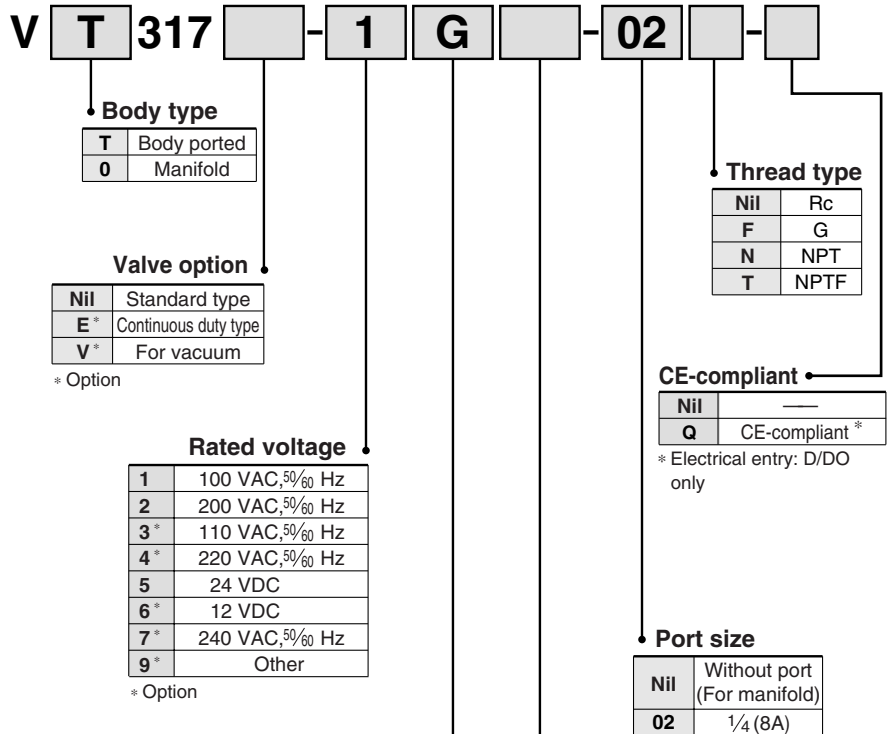 V T 317 - 1 G - 02 -
Body type
T Body ported
0 Manifold
Thread type
Nil Rc
F G
N NPT
T NPTF
Valve option
Nil Standard type
E* Continuous duty type
V* For vacuum
* Option
CE-compliant
Nil —
Q CE-compliant *
* Electrical entry: D/DO
only
Rated voltage
1 100 VAC, 50/60 Hz
2 200 VAC, 50/60 Hz
3* 110 VAC, 50/60 Hz
4* 220 VAC, 50/60 Hz
5 24 VDC
6* 12 VDC
7* 240 VAC, 50/60 Hz
9* Other
* Option
Port size
Nil Without port
(For manifold)
02 1/4 (8A)